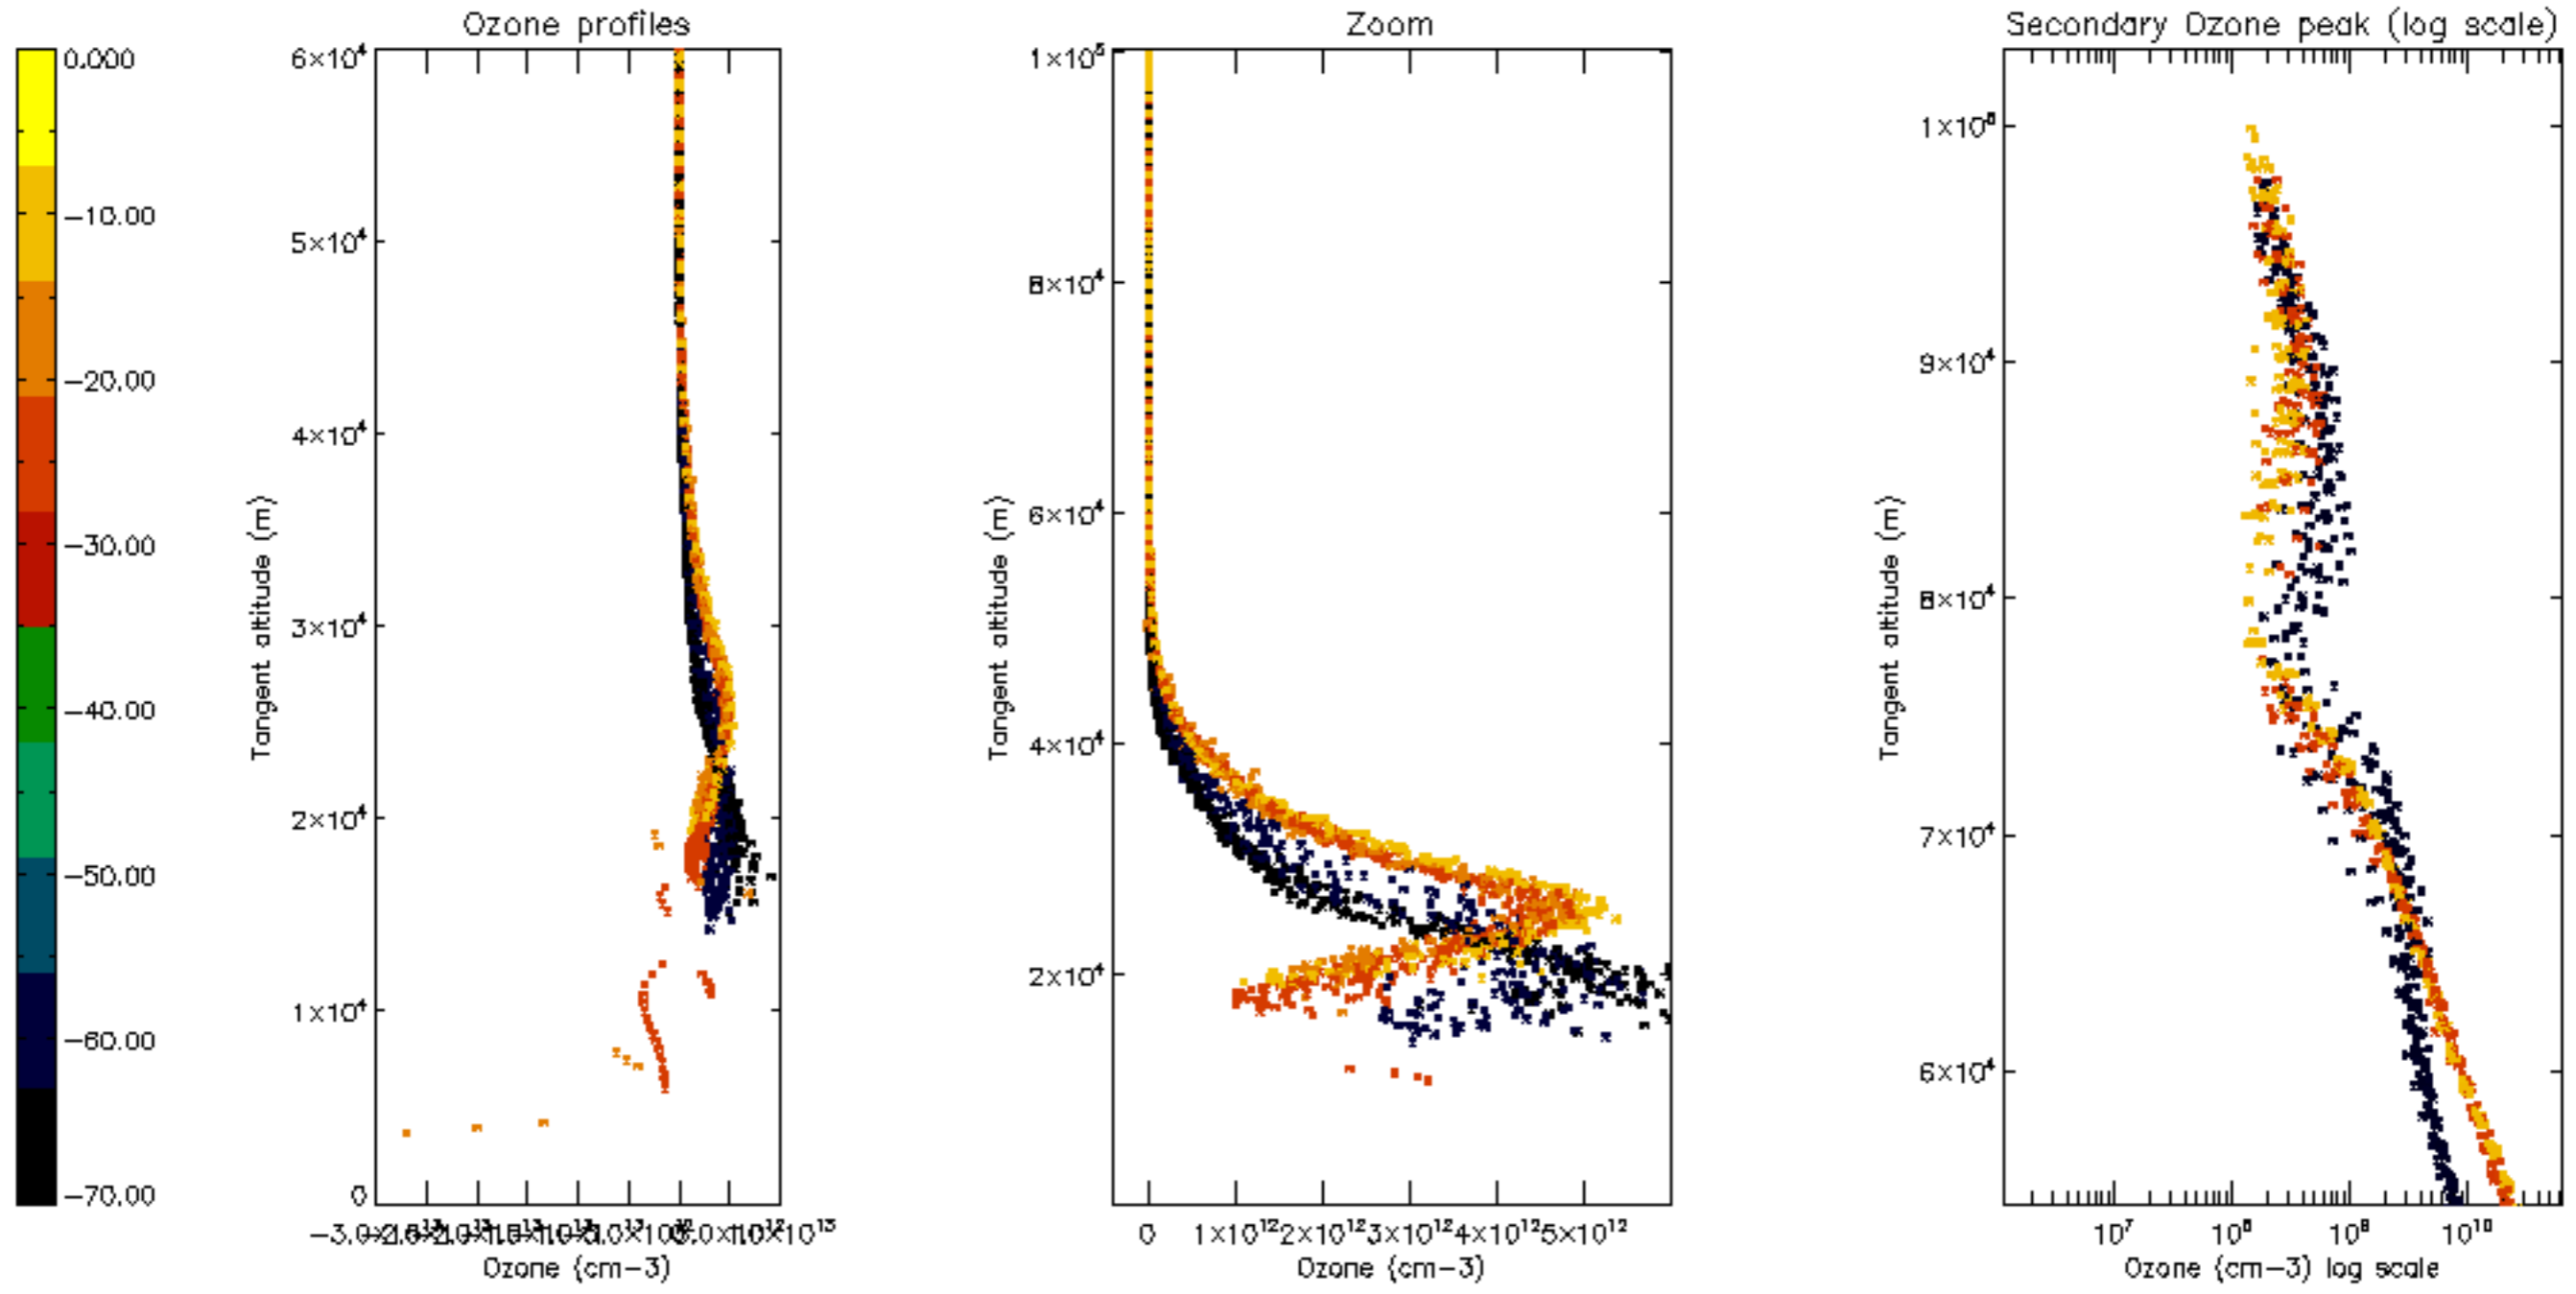 Ozone profiles
Zoom
Secondary Ozone peak (log scale)
0.000
−10.00
−20.00
−30.00
−40.00
−50.00
−60.00
−70.00
6×10⁴
5×10⁴
4×10⁴
3×10⁴
2×10⁴
1×10⁴
0
Tangent altitude (m)
Ozone (cm−3)
1×10⁵
8×10⁴
6×10⁴
4×10⁴
2×10⁴
Tangent altitude (m)
0 1×10¹² 2×10¹² 3×10¹² 4×10¹² 5×10¹²
Ozone (cm−3)
1×10⁵
9×10⁴
8×10⁴
7×10⁴
6×10⁴
Tangent altitude (m)
10⁷ 10⁸ 10⁹ 10¹⁰
Ozone (cm−3) log scale